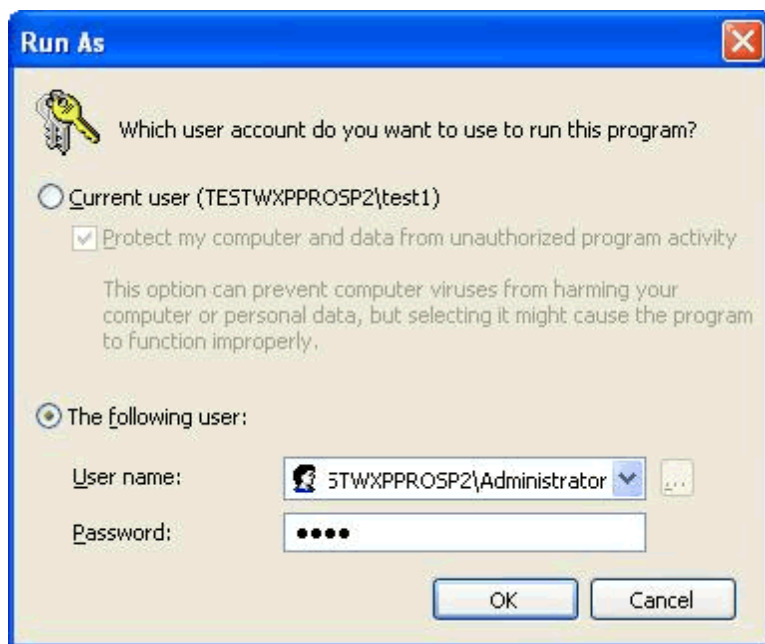 Run As
Which user account do you want to use to run this program?
Current user (TESTWXPPROSP2\test1)
Protect my computer and data from unauthorized program activity
This option can prevent computer viruses from harming your
computer or personal data, but selecting it might cause the program
to function improperly.
The following user:
User name: STWXPPROSP2\Administrator ...
Password: ••••
OK Cancel